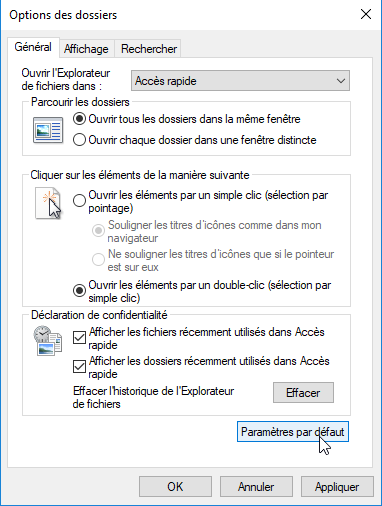 Options des dossiers
Général
Affichage
Rechercher
Ouvrir l'Explorateur
de fichiers dans :
Accès rapide
Parcourir les dossiers
Ouvrir tous les dossiers dans la même fenêtre
Ouvrir chaque dossier dans une fenêtre distincte
Cliquer sur les éléments de la manière suivante
Ouvrir les éléments par un simple clic (sélection par
pointage)
Souligner les titres d'icônes comme dans mon
navigateur
Ne souligner les titres d'icônes que si le pointeur
est sur eux
Ouvrir les éléments par un double-clic (sélection par
simple clic)
Déclaration de confidentialité
Afficher les fichiers récemment utilisés dans Accès
rapide
Afficher les dossiers récemment utilisés dans Accès
rapide
Effacer l'historique de l'Explorateur
de fichiers
Effacer
Paramètres par défaut
OK
Annuler
Appliquer